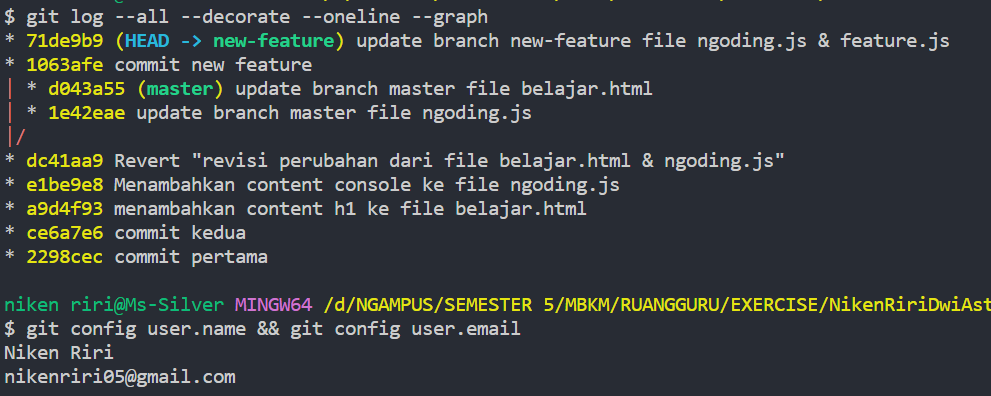 $ git log --all --decorate --oneline --graph
* 71de9b9 (HEAD -> new-feature) update branch new-feature file ngoding.js & feature.js
* 1063afe commit new feature
| * d043a55 (master) update branch master file belajar.html
| * 1e42eae update branch master file ngoding.js
|/
* dc41aa9 Revert "revisi perubahan dari file belajar.html & ngoding.js"
* e1be9e8 Menambahkan content console ke file ngoding.js
* a9d4f93 menambahkan content h1 ke file belajar.html
* ce6a7e6 commit kedua
* 2298cec commit pertama
niken riri@Ms-Silver MINGW64 /d/NGAMPUS/SEMESTER 5/MBKM/RUANGGURU/EXERCISE/NikenRiriDwiAst
$ git config user.name && git config user.email
Niken Riri
nikenriri05@gmail.com